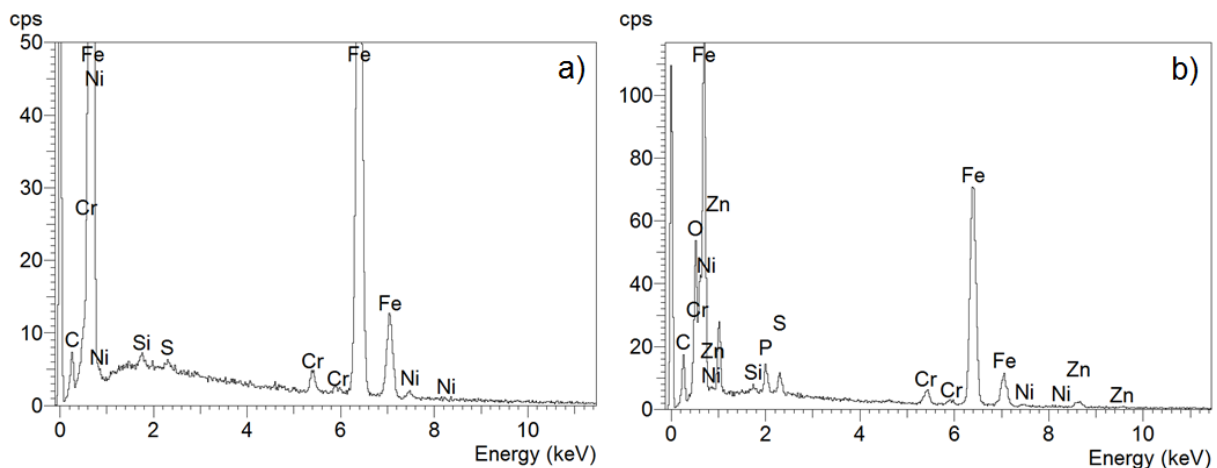 cps
50
40
30
20
10
0
Fe
Ni
Cr
C
Ni
Si
S
Cr
Cr
Fe
Fe
Ni
Ni
a)
0 2 4 6 8 10
Energy (keV)
cps
100
80
60
40
20
0
Fe
Zn
O
Ni
Cr
C
Zn
Ni
Si
P
S
Cr
Cr
Fe
Fe
Ni
Ni
Zn
Zn
b)
0 2 4 6 8 10
Energy (keV)